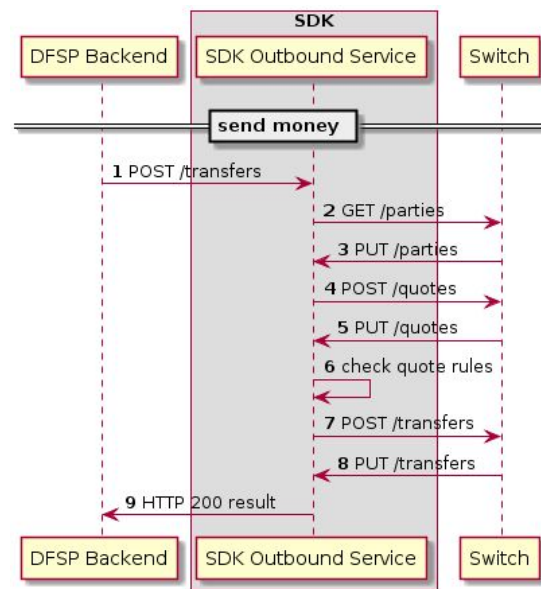 SDK
DFSP Backend SDK Outbound Service Switch
send money
1 POST /transfers
2 GET /parties
3 PUT /parties
4 POST /quotes
5 PUT /quotes
6 check quote rules
7 POST /transfers
8 PUT /transfers
9 HTTP 200 result
DFSP Backend SDK Outbound Service Switch